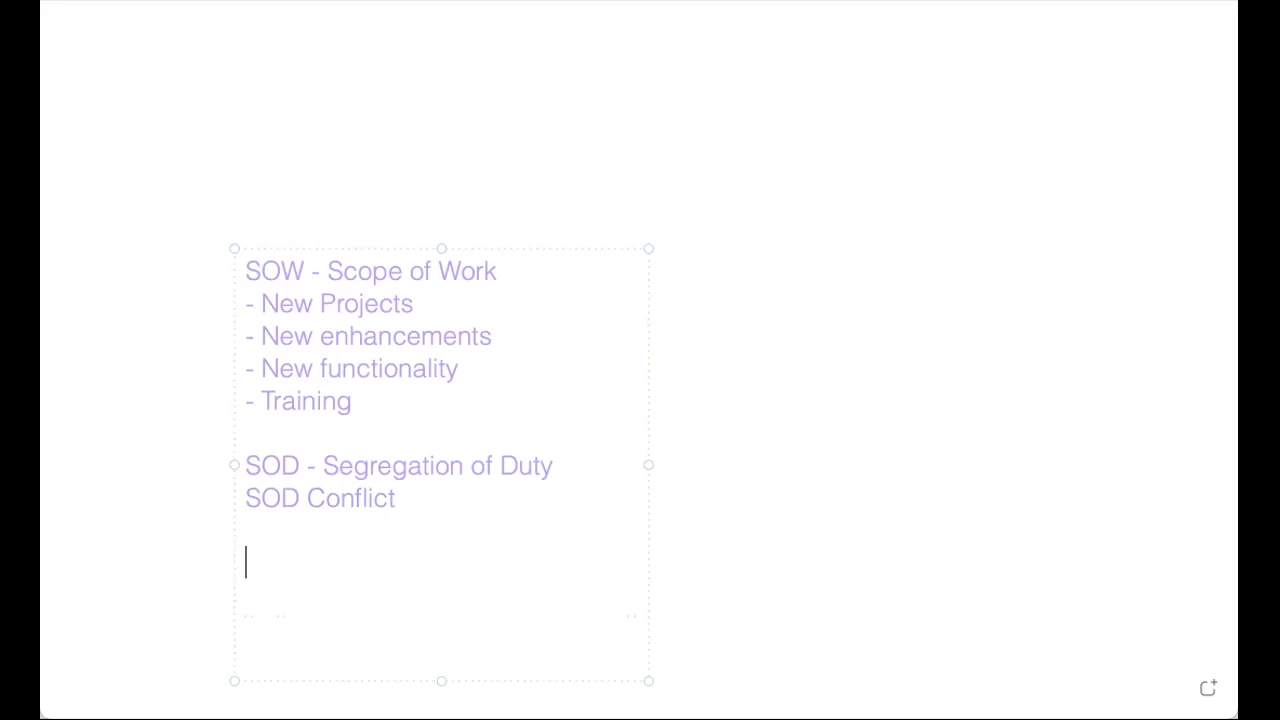 SOW - Scope of Work
- New Projects
- New enhancements
- New functionality
- Training
SOD - Segregation of Duty
SOD Conflict